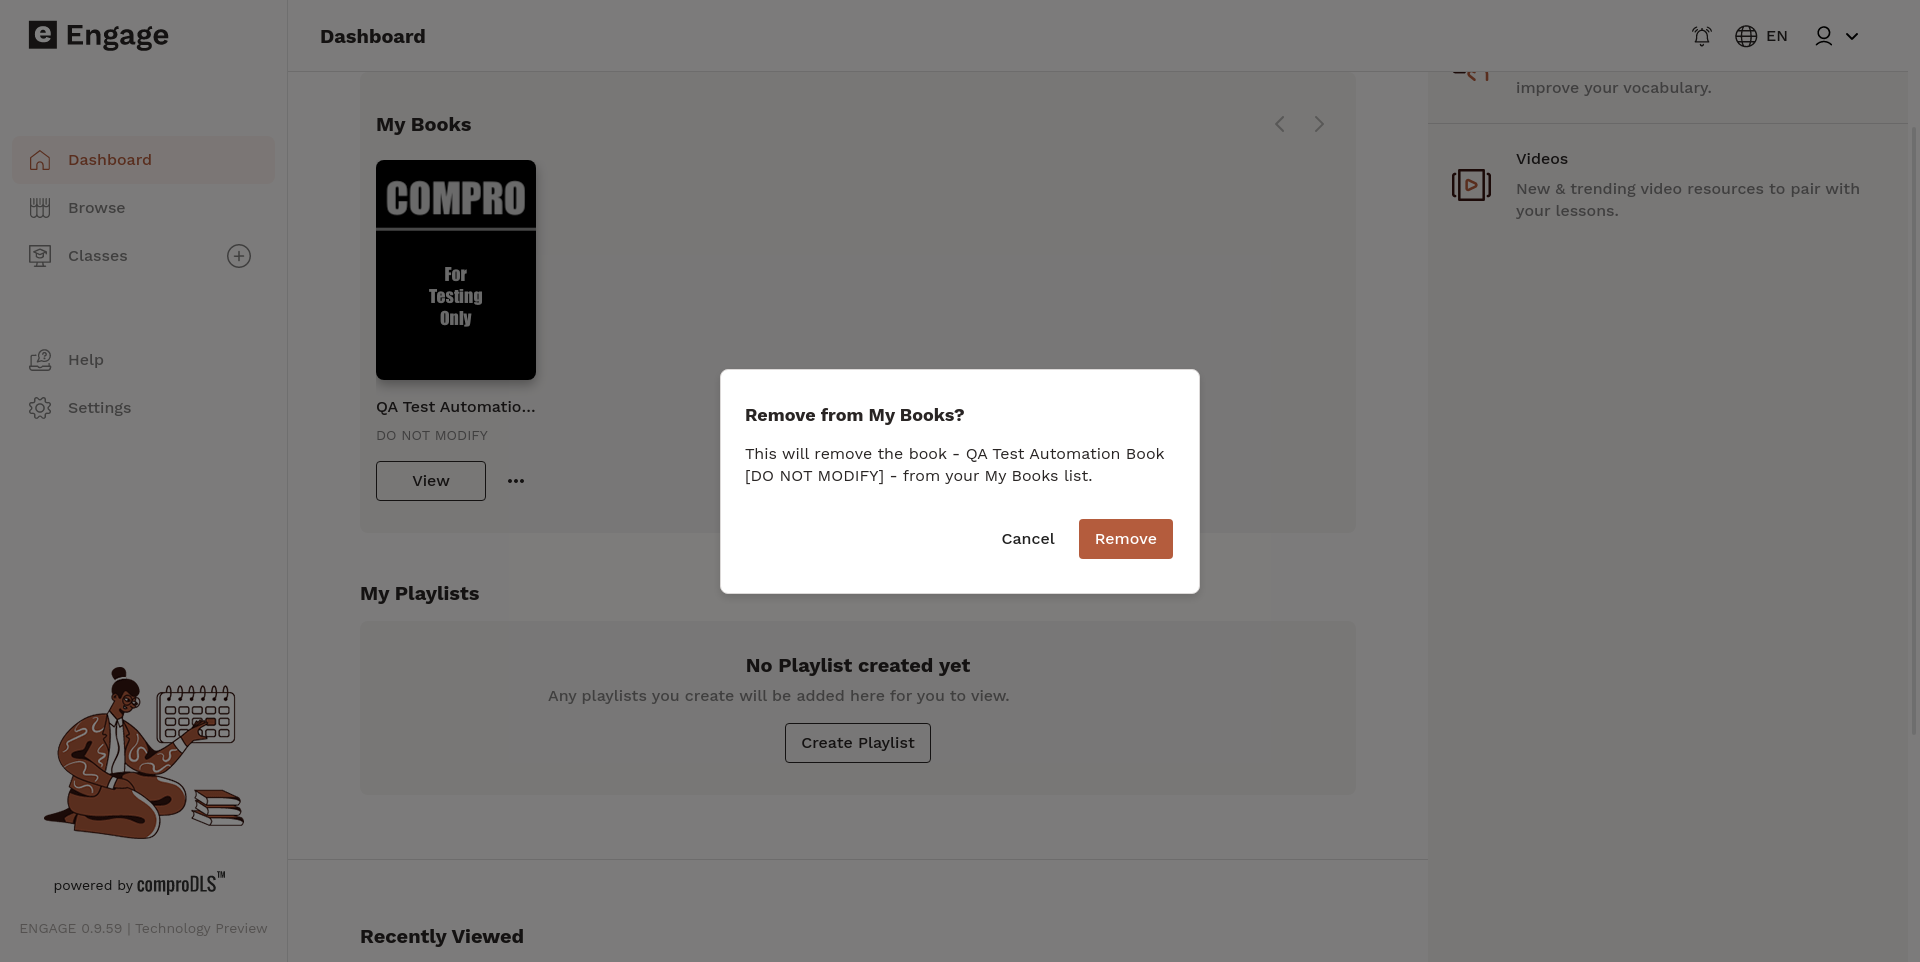 e Engage
Dashboard
EN
Dashboard
Browse
Classes
Help
Settings
powered by comproDLS™
ENGAGE 0.9.59 | Technology Preview
My Books
COMPRO
For
Testing
Only
QA Test Automatio...
DO NOT MODIFY
View
My Playlists
No Playlist created yet
Any playlists you create will be added here for you to view.
Create Playlist
Recently Viewed
improve your vocabulary.
Videos
New & trending video resources to pair with
your lessons.
Remove from My Books?
This will remove the book - QA Test Automation Book
[DO NOT MODIFY] - from your My Books list.
Cancel
Remove